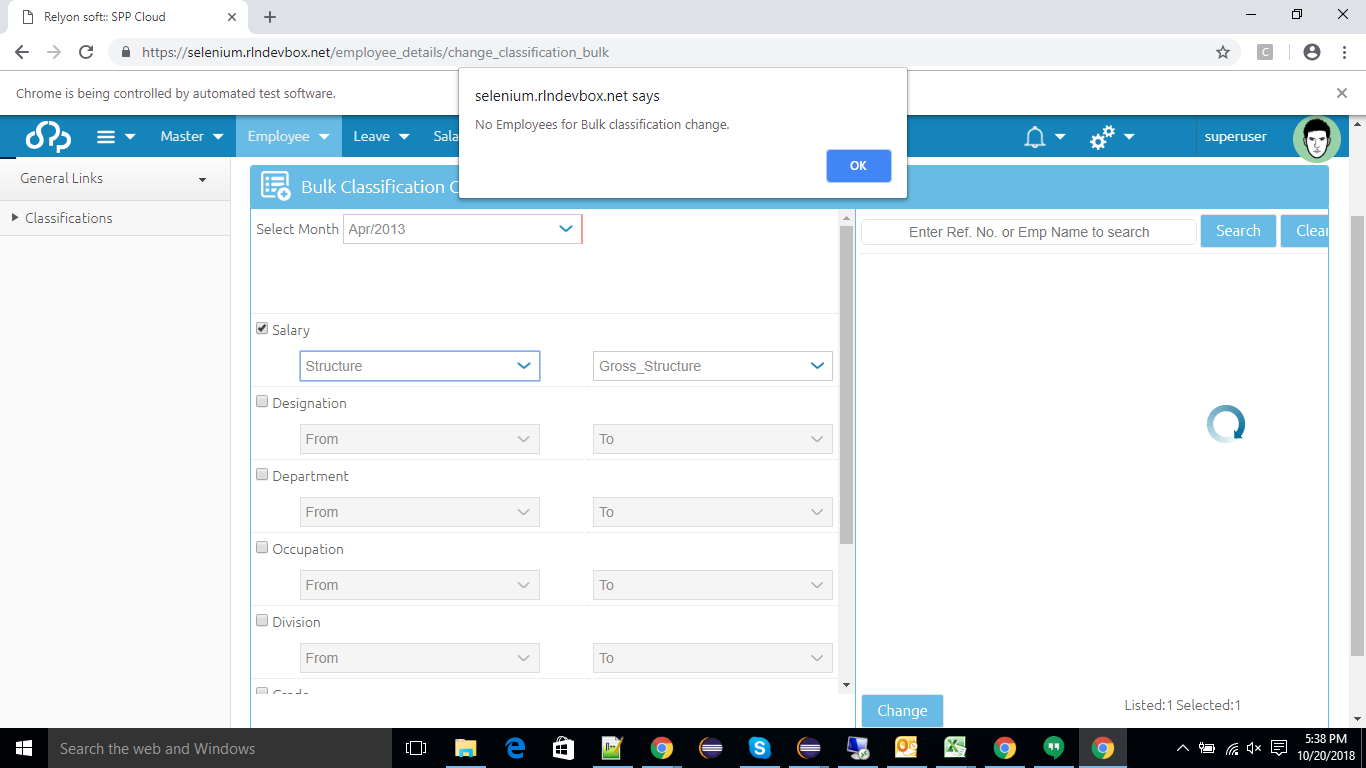 Relyon soft:: SPP Cloud
https://selenium.rlndevbox.net/employee_details/change_classification_bulk
C
Chrome is being controlled by automated test software.
selenium.rlndevbox.net says
No Employees for Bulk classification change.
OK
Master
Employee
Leave
superuser
General Links
Classifications
Bulk Classification
Select Month
Apr/2013
Enter Ref. No. or Emp Name to search
Search
Clear
Salary
Structure
Gross_Structure
Designation
From
To
Department
From
To
Occupation
From
To
Division
From
To
Change
Listed:1 Selected:1
Search the web and Windows
5:38 PM
10/20/2018